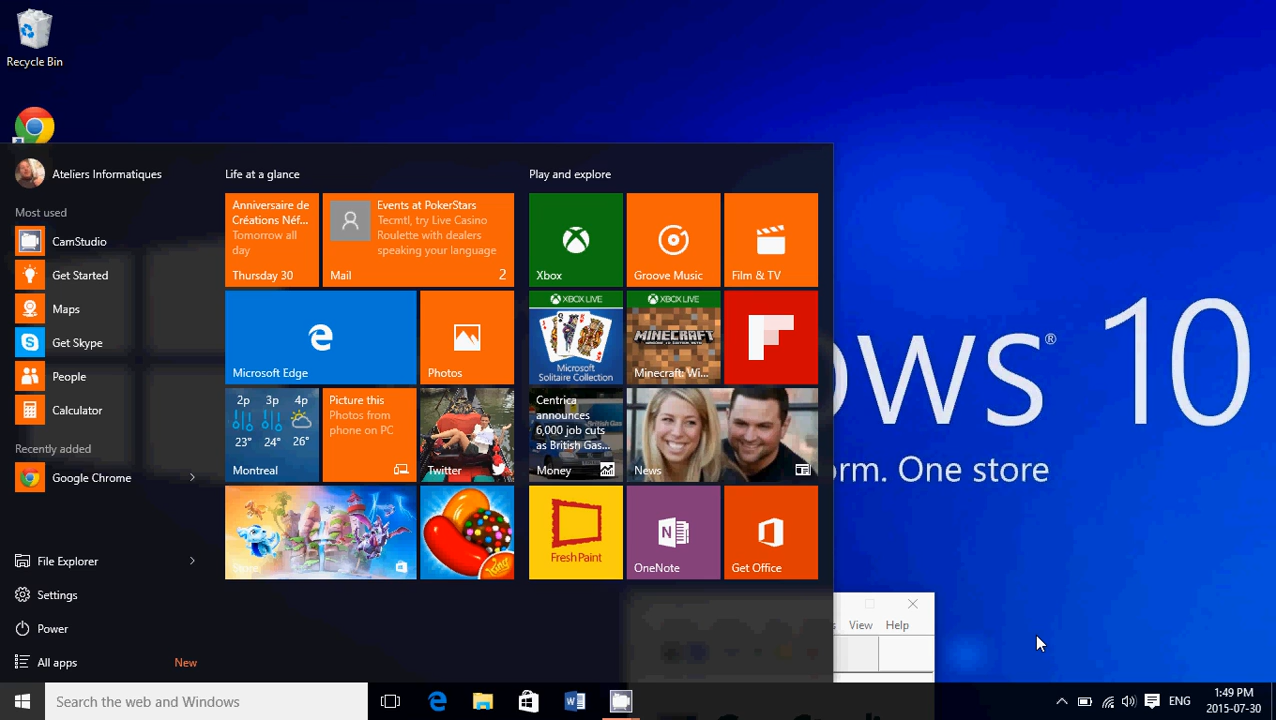 Recycle Bin
Ateliers Informatiques
Most used
CamStudio
Get Started
Maps
Get Skype
People
Calculator
Recently added
Google Chrome
File Explorer
Settings
Power
All apps
New
Life at a glance
Anniversaire de
Créations Néf...
Tomorrow all
day
Thursday 30
Events at PokerStars
Tecmtl, try Live Casino
Roulette with dealers
speaking your language
Mail
2
Microsoft Edge
Photos
2p 3p 4p
23° 24° 26°
Montreal
Picture this
Photos from
phone on PC
Twitter
Store
King
Play and explore
Xbox
Groove Music
Film & TV
XBOX LIVE
Microsoft
Solitaire Collection
XBOX LIVE
MINECRAFT
Minecraft: Wi...
Centrica
announces
6,000 job cuts
as British Gas...
Money
News
Fresh Paint
OneNote
Get Office
ows® 10
orm. One store
View
Help
Search the web and Windows
ENG
1:49 PM
2015-07-30